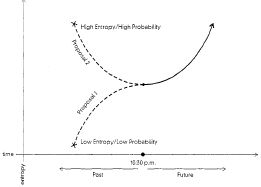 High Entropy/High Probability
Proposal 2
Proposal 1
Low Entropy/Low Probability
time
10:30 p.m.
Past
Future
entropy